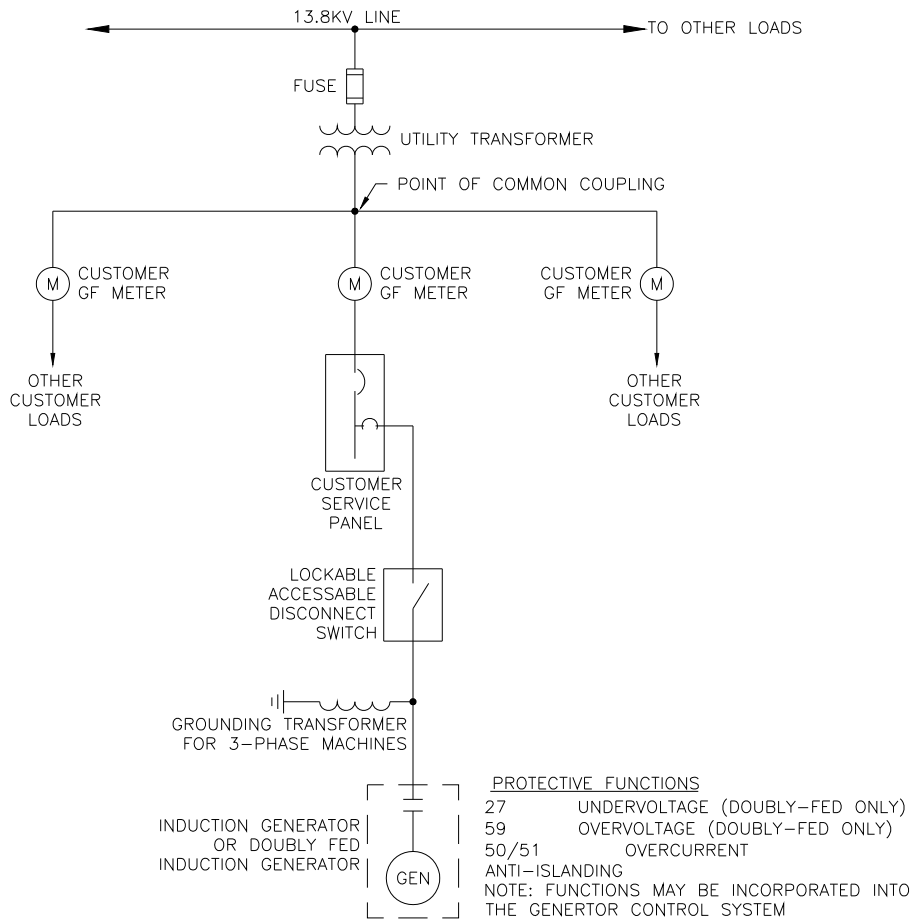 13.8KV LINE
TO OTHER LOADS
FUSE
UTILITY TRANSFORMER
POINT OF COMMON COUPLING
M
CUSTOMER
GF METER
M
CUSTOMER
GF METER
CUSTOMER
GF METER
M
OTHER
CUSTOMER
LOADS
OTHER
CUSTOMER
LOADS
CUSTOMER
SERVICE
PANEL
LOCKABLE
ACCESSABLE
DISCONNECT
SWITCH
GROUNDING TRANSFORMER
FOR 3-PHASE MACHINES
INDUCTION GENERATOR
OR DOUBLY FED
INDUCTION GENERATOR
GEN
PROTECTIVE FUNCTIONS
27 UNDERVOLTAGE (DOUBLY-FED ONLY)
59 OVERVOLTAGE (DOUBLY-FED ONLY)
50/51 OVERCURRENT
ANTI-ISLANDING
NOTE: FUNCTIONS MAY BE INCORPORATED INTO
THE GENERTOR CONTROL SYSTEM